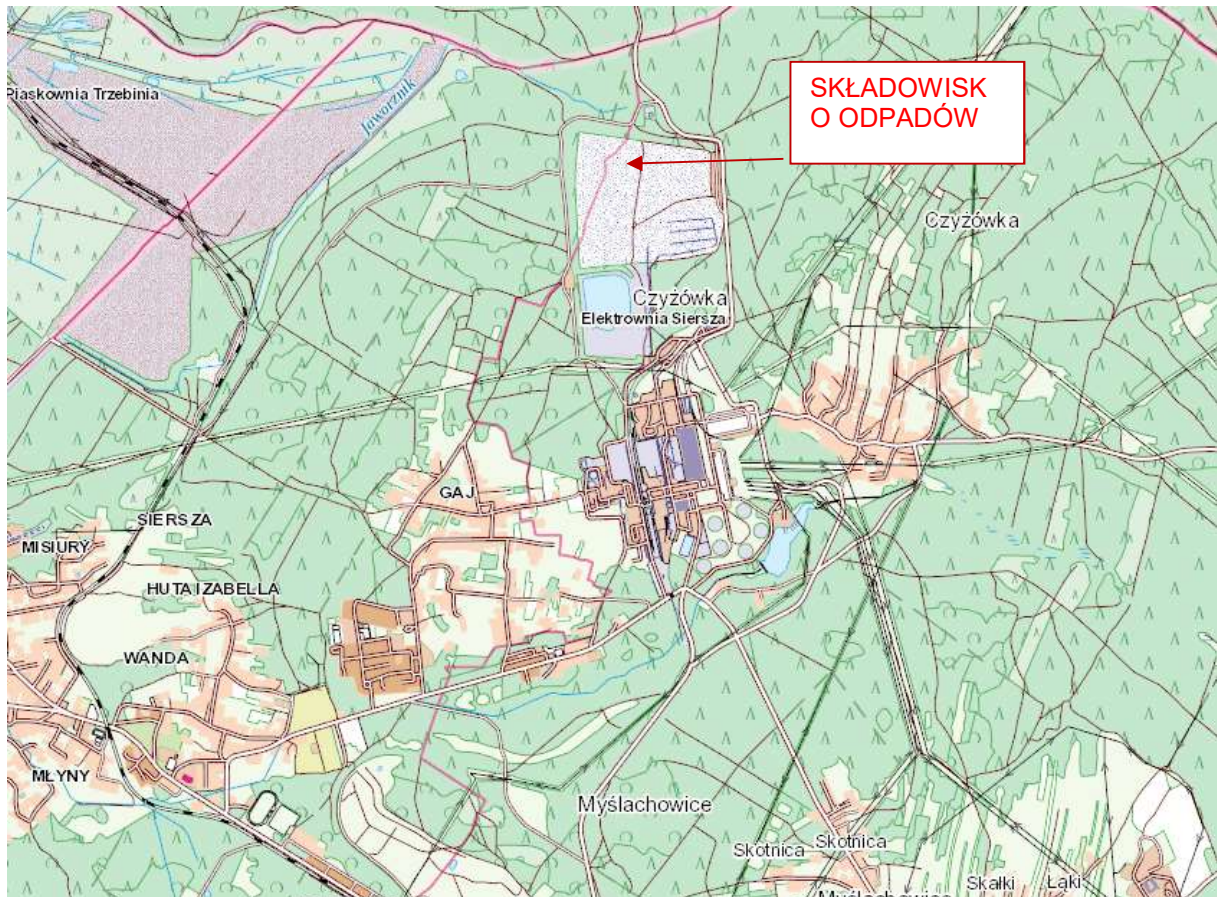 SKŁADOWISK
O ODPADÓW
Piaskownia Trzebinia
Jaworznik
Czyżówka
Czyżówka
Elektrownia Siersza
GAJ
SIERSZA
MISIURY
HUTA IZABELLA
WANDA
MŁYNY
Myślachowice
Skotnica
Skotnica
Skałki
Łąki
Myślachowice